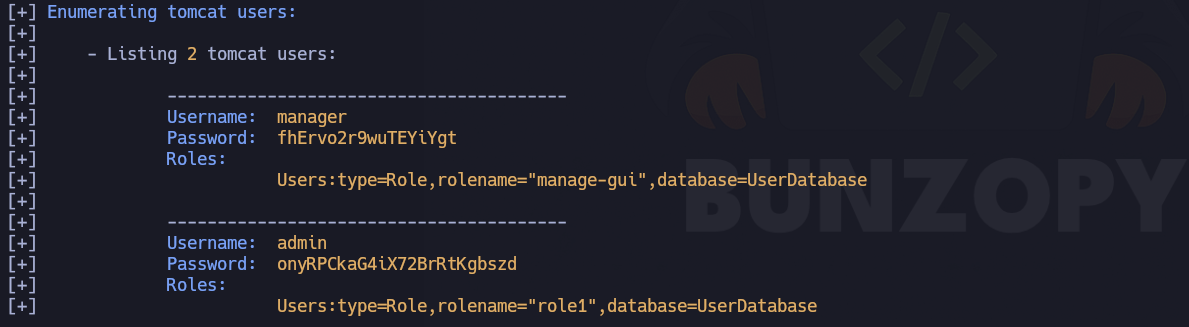 [+] Enumerating tomcat users:
[+]
[+] - Listing 2 tomcat users:
[+]
[+] ----------------------------------------
[+] Username: manager
[+] Password: fhErvo2r9wuTEYiYgt
[+] Roles:
[+] Users:type=Role,rolename="manage-gui",database=UserDatabase
[+]
[+] ----------------------------------------
[+] Username: admin
[+] Password: onyRPCkaG4iX72BrRtKgbszd
[+] Roles:
[+] Users:type=Role,rolename="role1",database=UserDatabase
</>
BUNZOPY